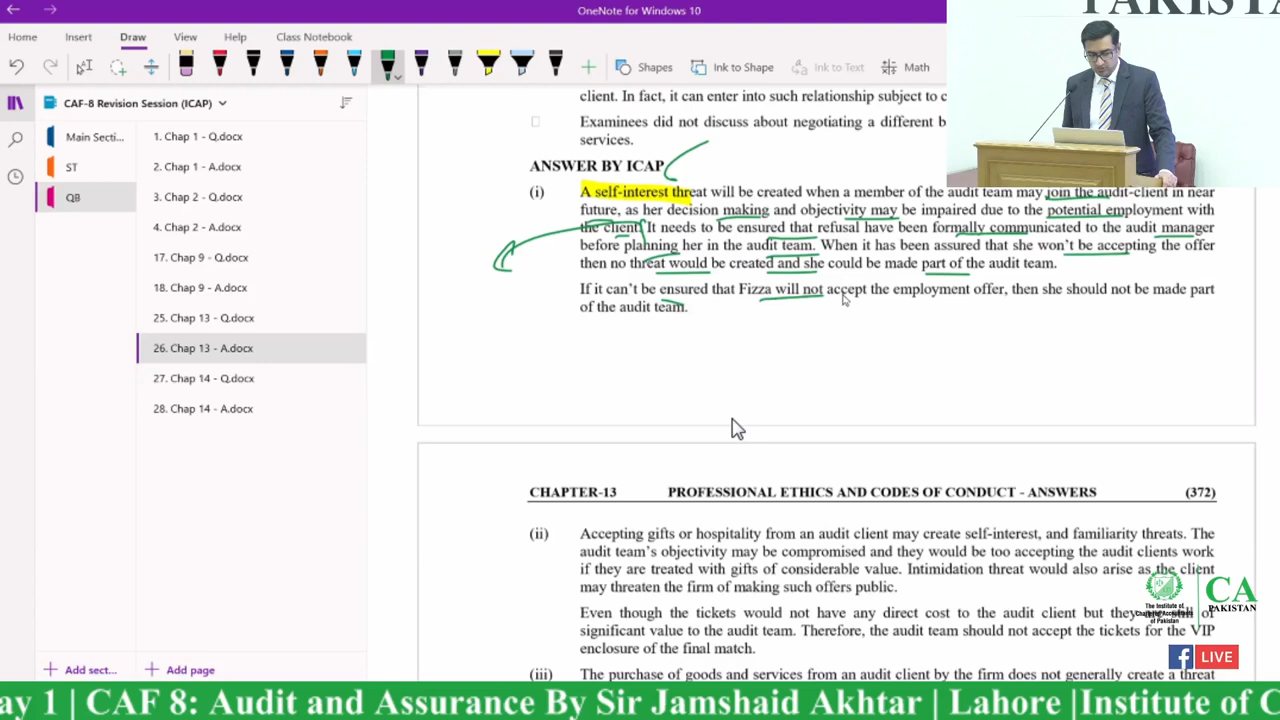 PAKISTA
OneNote for Windows 10
Home Insert Draw View Help Class Notebook
Shapes Ink to Shape Ink to Text Math
CAF-8 Revision Session (ICAP)
Main Secti...
ST
QB
1. Chap 1 - Q.docx
2. Chap 1 - A.docx
3. Chap 2 - Q.docx
4. Chap 2 - A.docx
17. Chap 9 - Q.docx
18. Chap 9 - A.docx
25. Chap 13 - Q.docx
26. Chap 13 - A.docx
27. Chap 14 - Q.docx
28. Chap 14 - A.docx
Add sect... Add page
client. In fact, it can enter into such relationship subject to c
Examinees did not discuss about negotiating a different b
services.
ANSWER BY ICAP
(i) A self-interest threat will be created when a member of the audit team may join the audit-client in near
future, as her decision making and objectivity may be impaired due to the potential employment with
the client. It needs to be ensured that refusal have been formally communicated to the audit manager
before planning her in the audit team. When it has been assured that she won't be accepting the offer
then no threat would be created and she could be made part of the audit team.
If it can't be ensured that Fizza will not accept the employment offer, then she should not be made part
of the audit team.
CHAPTER-13 PROFESSIONAL ETHICS AND CODES OF CONDUCT - ANSWERS (372)
(ii) Accepting gifts or hospitality from an audit client may create self-interest, and familiarity threats. The
audit team's objectivity may be compromised and they would be too accepting the audit clients work
if they are treated with gifts of considerable value. Intimidation threat would also arise as the client
may threaten the firm of making such offers public.
Even though the tickets would not have any direct cost to the audit client but they are still of
significant value to the audit team. Therefore, the audit team should not accept the tickets for the VIP
enclosure of the final match.
(iii) The purchase of goods and services from an audit client by the firm does not generally create a threat
The Institute of
Chartered Accountants
of Pakistan
CA
PAKISTAN
f LIVE
ay 1 | CAF 8: Audit and Assurance By Sir Jamshaid Akhtar | Lahore |Institute of C